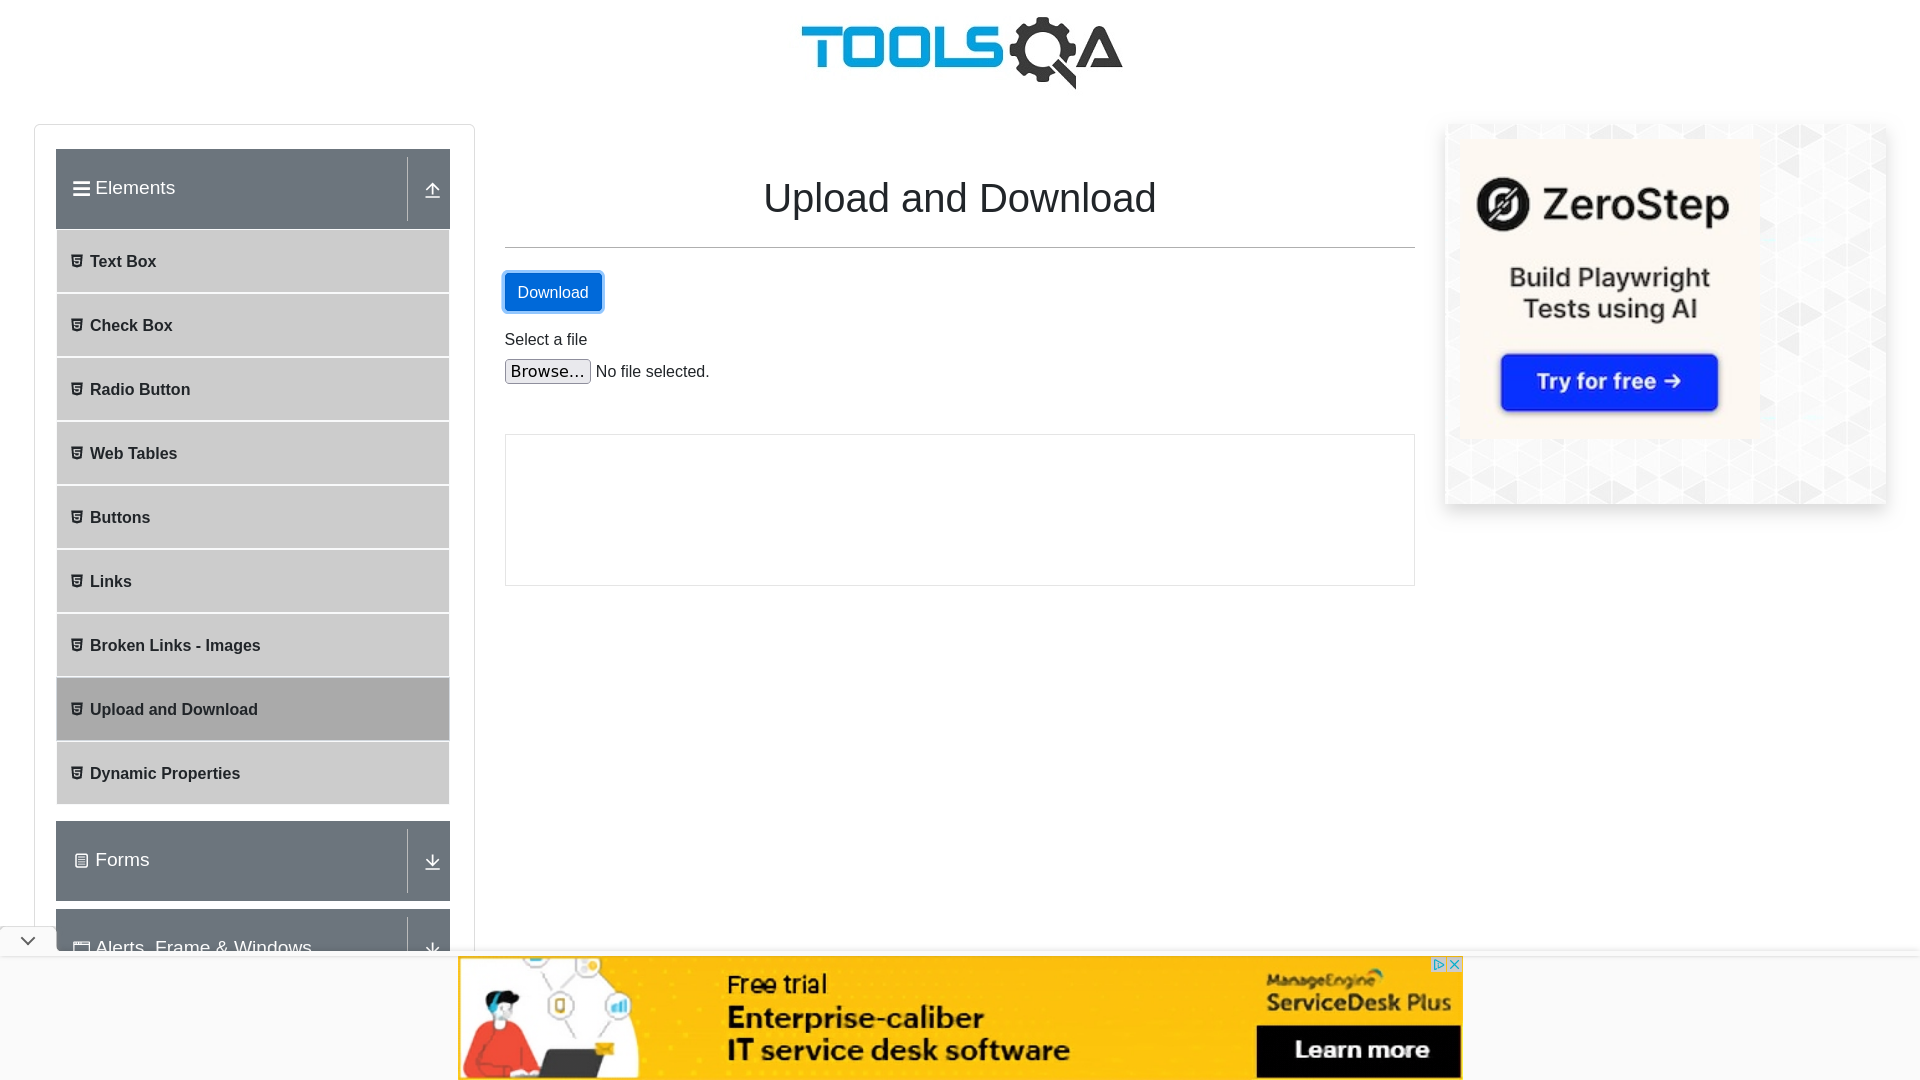 TOOLSQA
Elements
Text Box
Check Box
Radio Button
Web Tables
Buttons
Links
Broken Links - Images
Upload and Download
Dynamic Properties
Forms
Alerts, Frame & Windows
Upload and Download
Download
Select a file
Browse... No file selected.
ZeroStep
Build Playwright
Tests using AI
Try for free →
Free trial
Enterprise-caliber
IT service desk software
ManageEngine
ServiceDesk Plus
Learn more